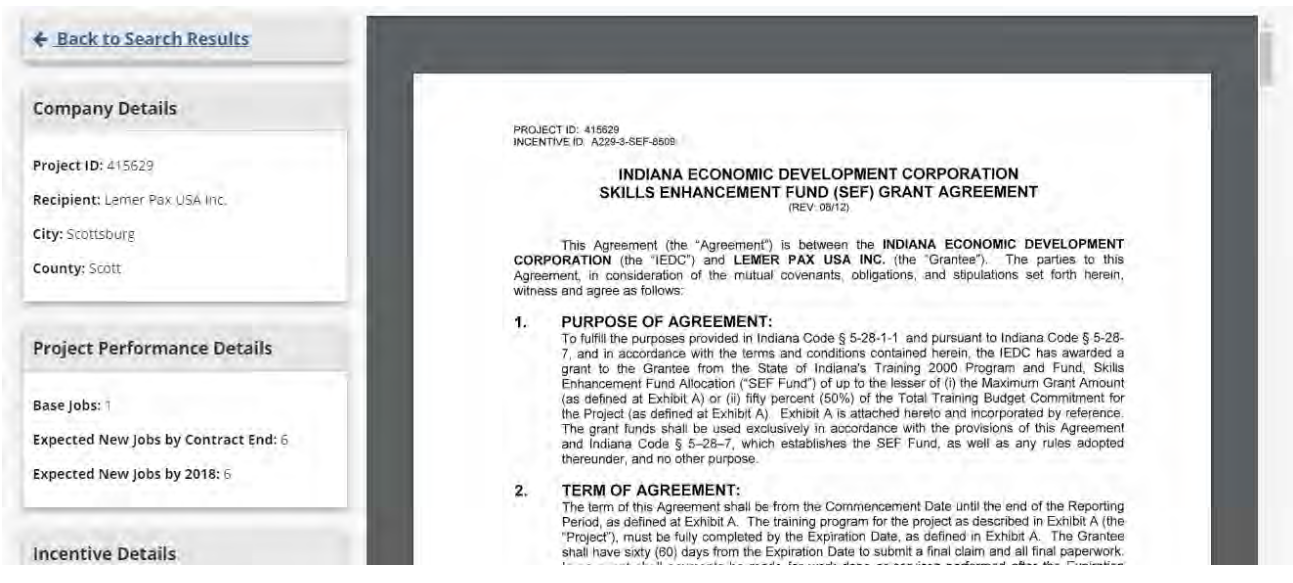 ← Back to Search Results
Company Details
Project ID: 415629
Recipient: Lemer Pax USA Inc.
City: Scottsburg
County: Scott
Project Performance Details
Base Jobs: 1
Expected New Jobs by Contract End: 6
Expected New Jobs by 2018: 6
Incentive Details
PROJECT ID: 415629
INCENTIVE ID: A229-3-SEF-8509
INDIANA ECONOMIC DEVELOPMENT CORPORATION
SKILLS ENHANCEMENT FUND (SEF) GRANT AGREEMENT
(REV: 08/12)
This Agreement (the "Agreement") is between the INDIANA ECONOMIC DEVELOPMENT
CORPORATION (the "IEDC") and LEMER PAX USA INC. (the "Grantee"). The parties to this
Agreement, in consideration of the mutual covenants, obligations, and stipulations set forth herein,
witness and agree as follows:
1. PURPOSE OF AGREEMENT:
To fulfill the purposes provided in Indiana Code § 5-28-1-1 and pursuant to Indiana Code § 5-28-
7, and in accordance with the terms and conditions contained herein, the IEDC has awarded a
grant to the Grantee from the State of Indiana's Training 2000 Program and Fund, Skills
Enhancement Fund Allocation ("SEF Fund") of up to the lesser of (i) the Maximum Grant Amount
(as defined at Exhibit A) or (ii) fifty percent (50%) of the Total Training Budget Commitment for
the Project (as defined at Exhibit A). Exhibit A is attached hereto and incorporated by reference.
The grant funds shall be used exclusively in accordance with the provisions of this Agreement
and Indiana Code § 5–28–7, which establishes the SEF Fund, as well as any rules adopted
thereunder, and no other purpose.
2. TERM OF AGREEMENT:
The term of this Agreement shall be from the Commencement Date until the end of the Reporting
Period, as defined at Exhibit A. The training program for the project as described in Exhibit A (the
"Project"), must be fully completed by the Expiration Date, as defined in Exhibit A. The Grantee
shall have sixty (60) days from the Expiration Date to submit a final claim and all final paperwork.
In no event shall payments be made for work done or services performed after the Expiration